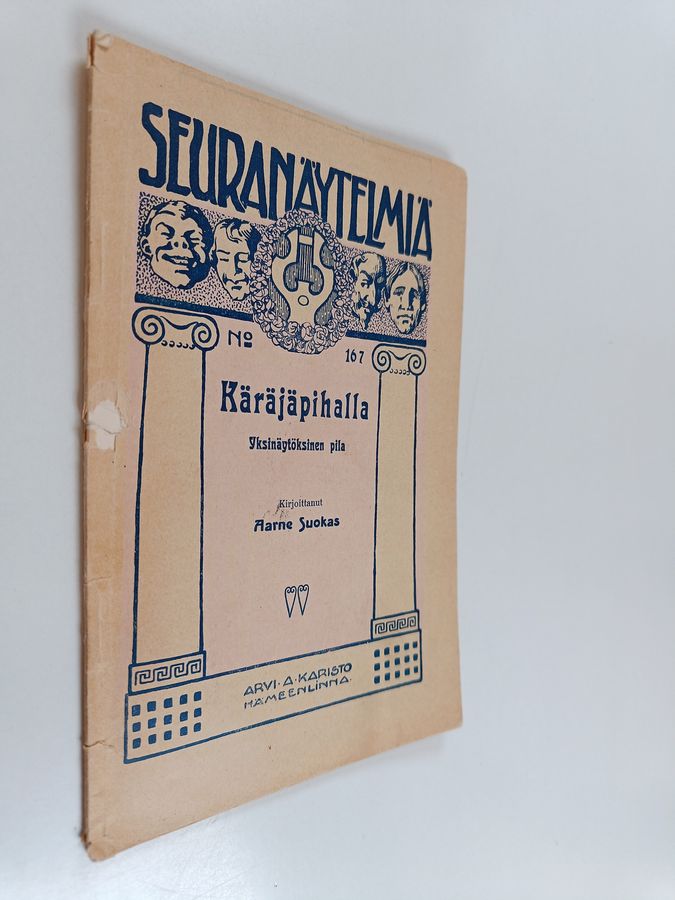 SEURANÄYTELMIÄ
No 167
Käräjäpihalla
Yksinäytöksinen pila
Kirjoittanut
Aarne Suokas
ARVI·A·KARISTO
HÄMEENLINNA·